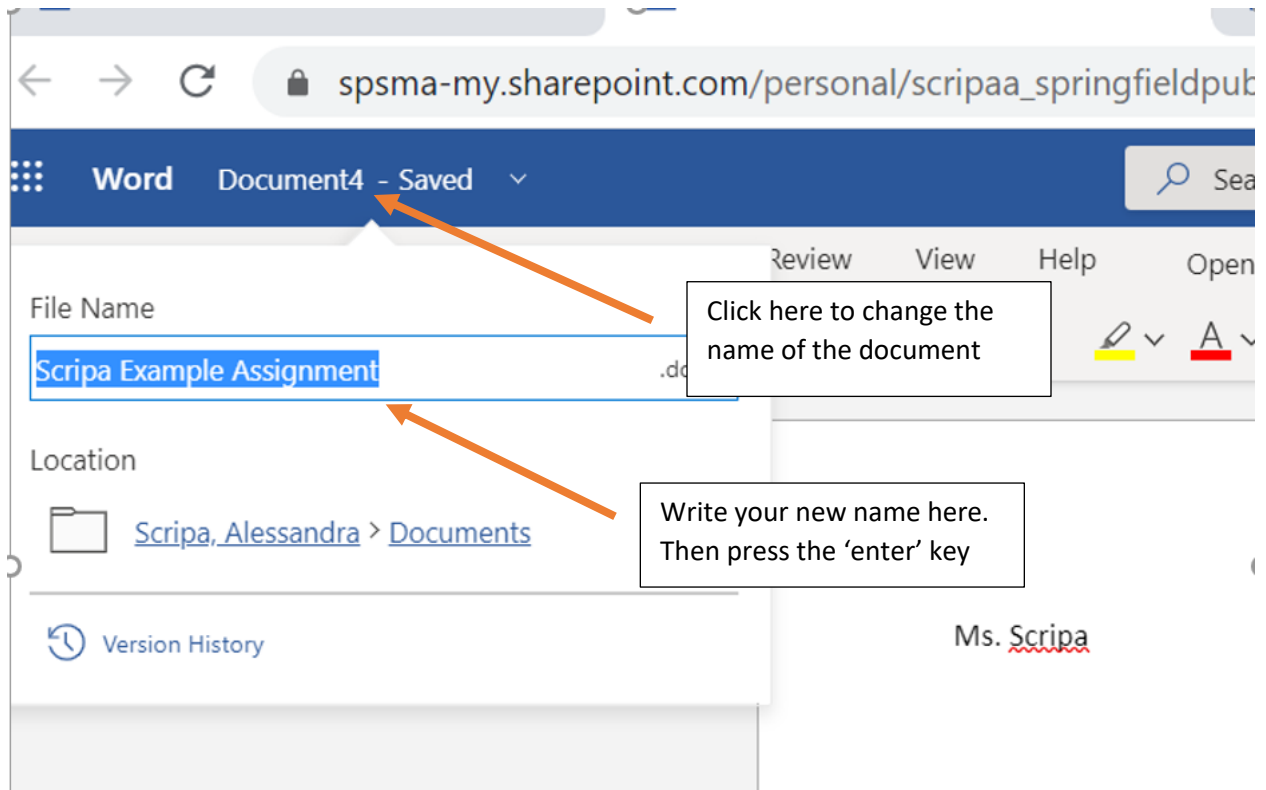 spsma-my.sharepoint.com/personal/scripaa_springfieldpub
Word Document4 - Saved
Sea
Review View Help Open
File Name
Click here to change the
name of the document
A
Scripa Example Assignment
Location
Scripa, Alessandra > Documents
Write your new name here.
Then press the ‘enter’ key
Version History
Ms. Scripa